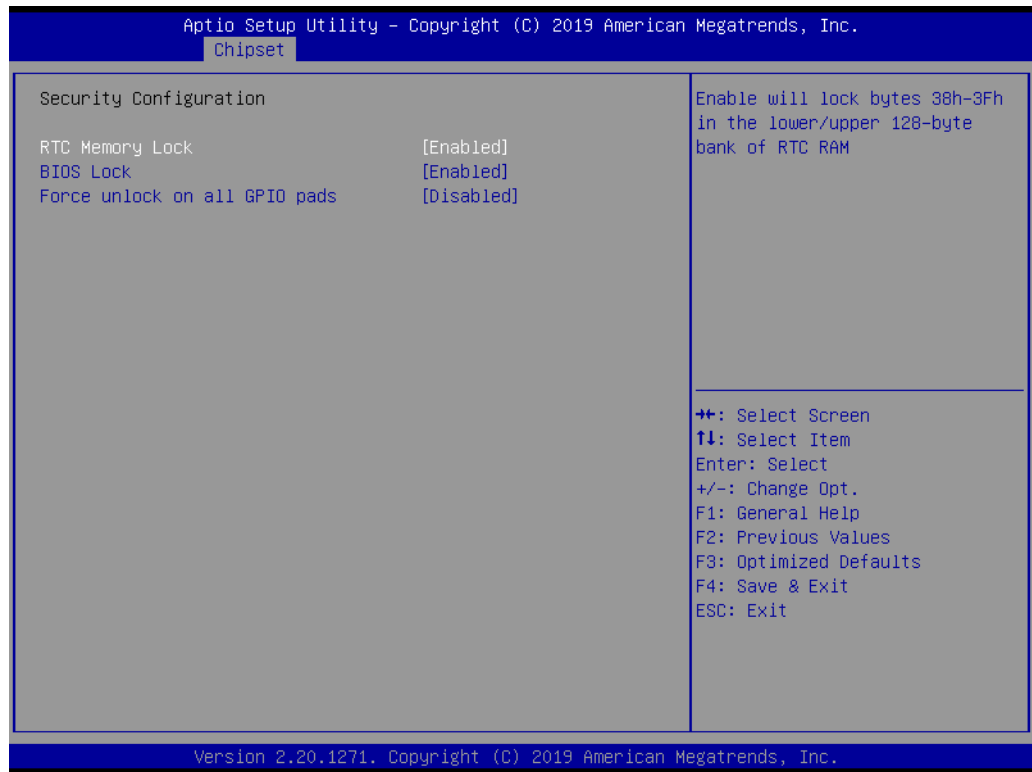 Aptio Setup Utility – Copyright (C) 2019 American Megatrends, Inc.
Chipset
Security Configuration
RTC Memory Lock [Enabled]
BIOS Lock [Enabled]
Force unlock on all GPIO pads [Disabled]
Enable will lock bytes 38h-3Fh
in the lower/upper 128-byte
bank of RTC RAM
→←: Select Screen
↑↓: Select Item
Enter: Select
+/-: Change Opt.
F1: General Help
F2: Previous Values
F3: Optimized Defaults
F4: Save & Exit
ESC: Exit
Version 2.20.1271. Copyright (C) 2019 American Megatrends, Inc.